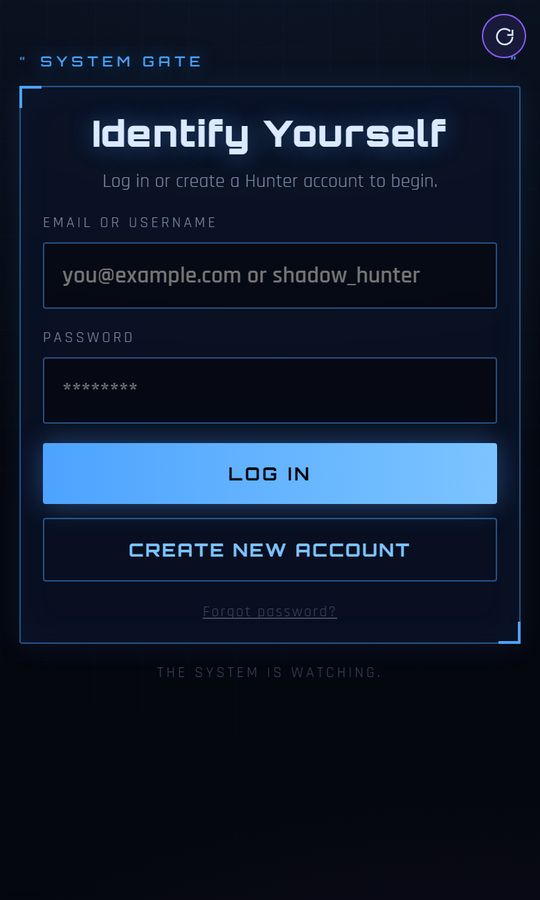 “ SYSTEM GATE ”
Identify Yourself
Log in or create a Hunter account to begin.
EMAIL OR USERNAME
you@example.com or shadow_hunter
PASSWORD
********
LOG IN
CREATE NEW ACCOUNT
Forgot password?
THE SYSTEM IS WATCHING.